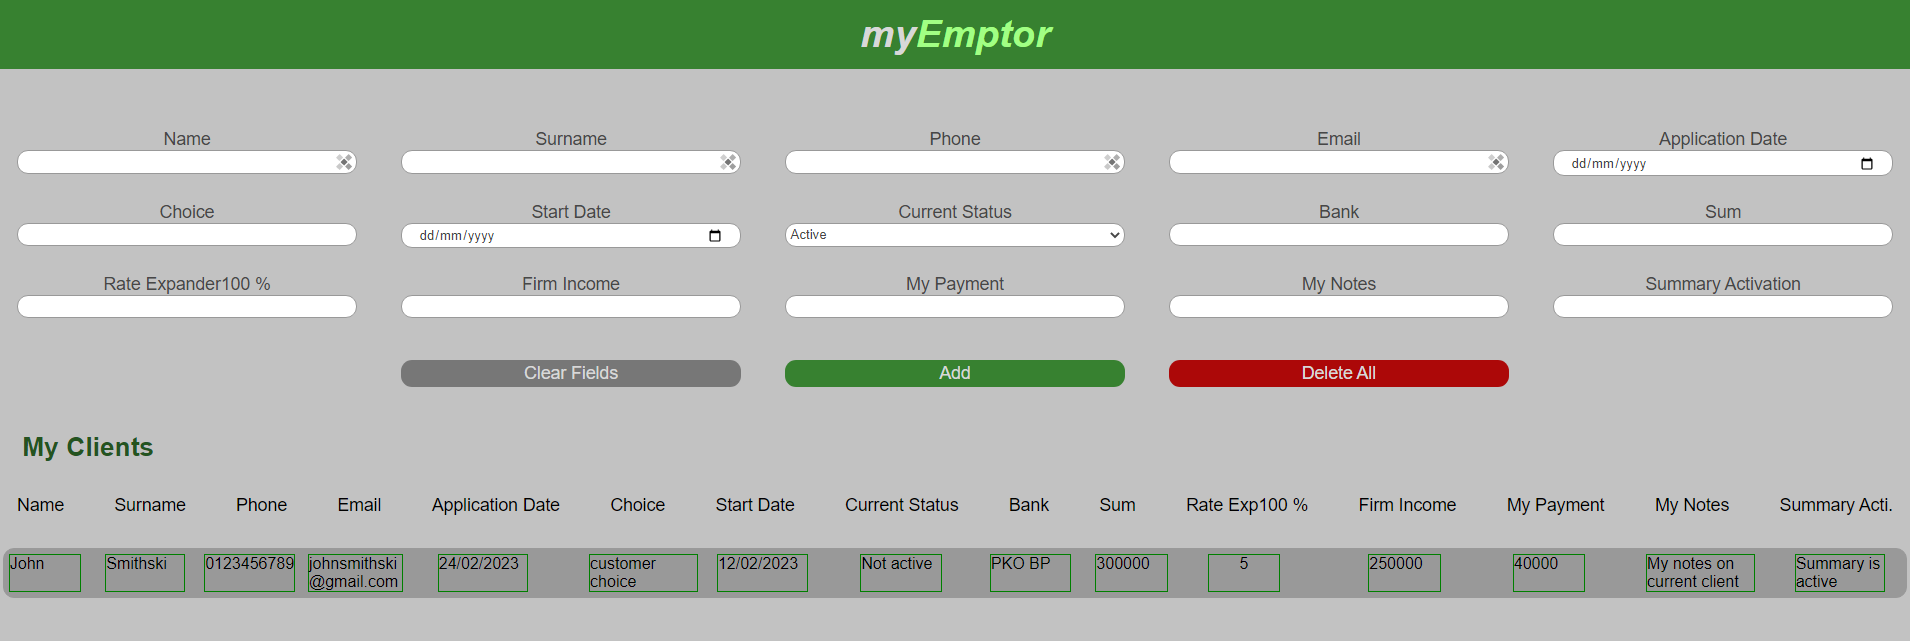 myEmptor
Name Surname Phone Email Application Date
dd/mm/yyyy
Choice Start Date Current Status Bank Sum
dd/mm/yyyy Active
Rate Expander100 % Firm Income My Payment My Notes Summary Activation
Clear Fields Add Delete All
My Clients
Name Surname Phone Email Application Date Choice Start Date Current Status Bank Sum Rate Exp100 % Firm Income My Payment My Notes Summary Acti.
John Smithski 0123456789 johnsmithski 24/02/2023 customer 12/02/2023 Not active PKO BP 300000 5 250000 40000 My notes on Summary is
@gmail.com choice current client active